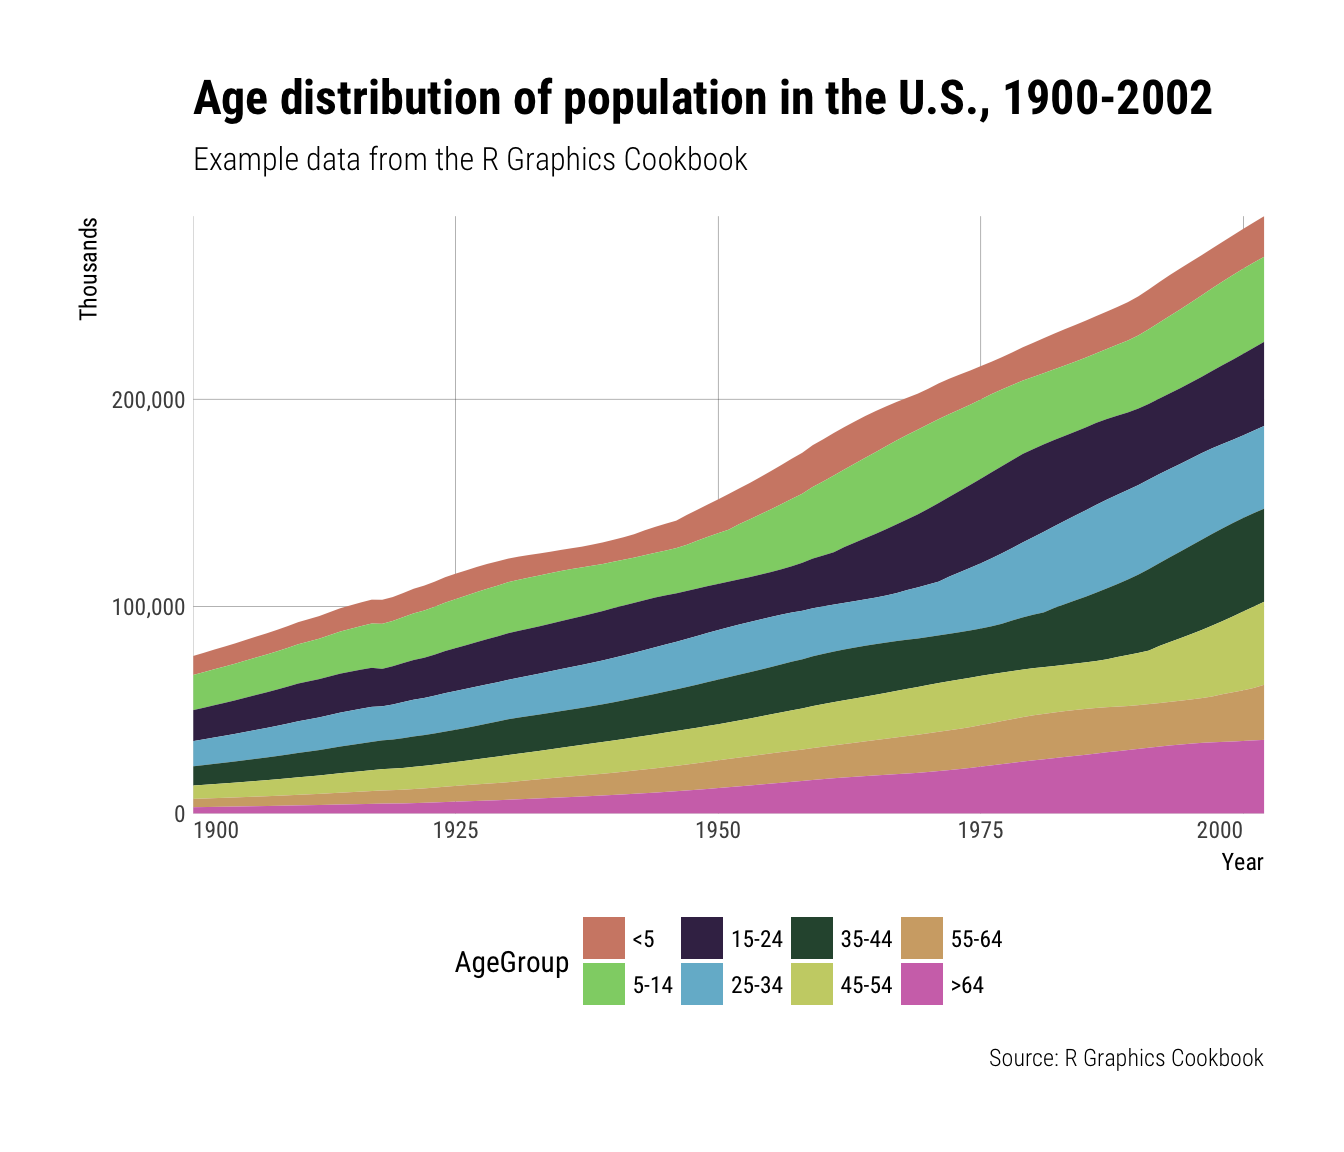 Age distribution of population in the U.S., 1900-2002
Example data from the R Graphics Cookbook
Thousands
200,000
100,000
0
1900 1925 1950 1975 2000
Year
AgeGroup
<5 15-24 35-44 55-64
5-14 25-34 45-54 >64
Source: R Graphics Cookbook